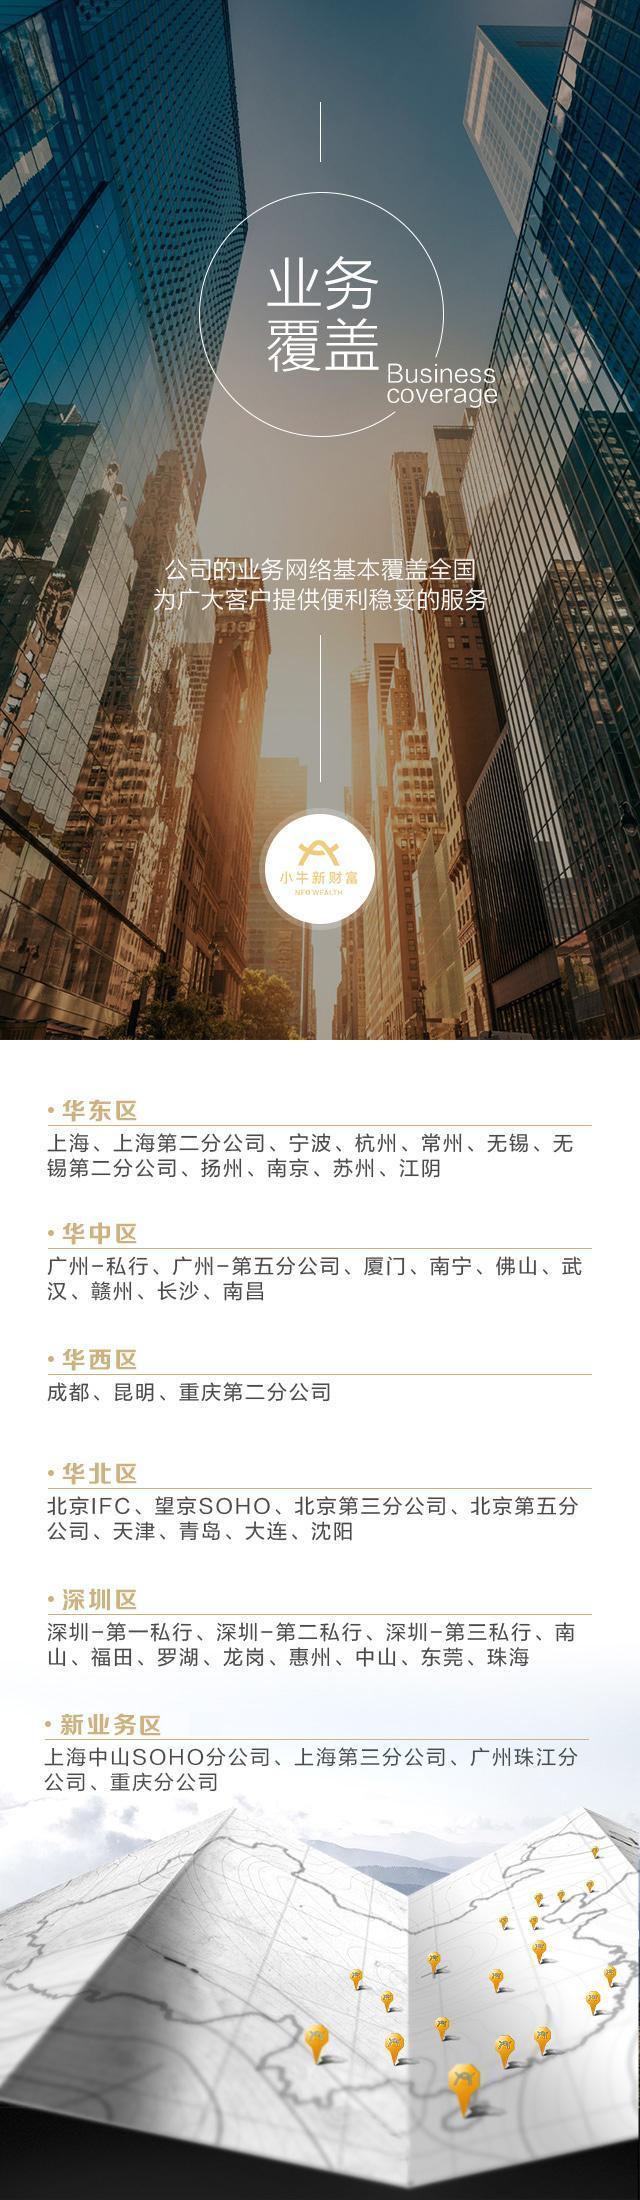 业务
覆盖
Business
coverage
公司的业务网络基本覆盖全国
为广大客户提供便利稳妥的服务
小牛新财富
NEO WEALTH
·华东区
上海、上海第二分公司、宁波、杭州、常州、无锡、无
锡第二分公司、扬州、南京、苏州、江阴
·华中区
广州-私行、广州-第五分公司、厦门、南宁、佛山、武
汉、赣州、长沙、南昌
·华西区
成都、昆明、重庆第二分公司
·华北区
北京IFC、望京SOHO、北京第三分公司、北京第五分
公司、天津、青岛、大连、沈阳
·深圳区
深圳-第一私行、深圳-第二私行、深圳-第三私行、南
山、福田、罗湖、龙岗、惠州、中山、东莞、珠海
·新业务区
上海中山SOHO分公司、上海第三分公司、广州珠江分
公司、重庆分公司